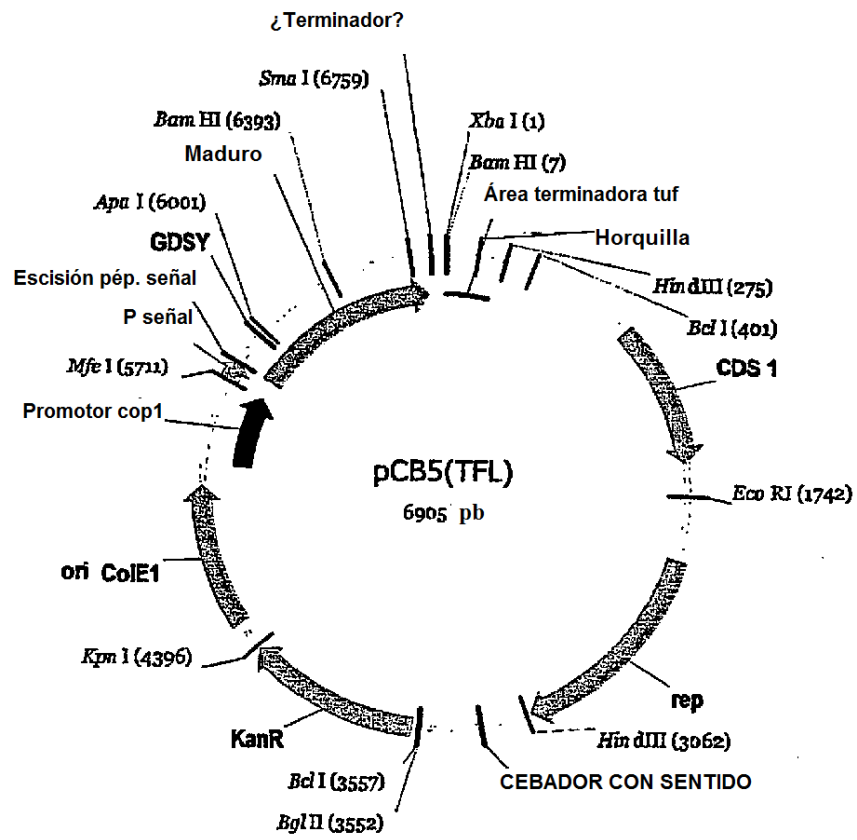 ¿Terminador?
Sma I (6759)
Xba I (1)
Bam HI (6393)
Bam HI (7)
Maduro
Área terminadora tuf
Apa I (6001)
Horquilla
GDSY
Hin dIII (275)
Escisión pép. señal
Bcl I (401)
P señal
Mfe I (5711)
CDS 1
Promotor cop1
pCB5(TFL)
6905 pb
Eco RI (1742)
ori ColE1
Kpn I (4396)
rep
KanR
Hin dIII (3062)
Bcl I (3557)
CEBADOR CON SENTIDO
Bgl II (3552)